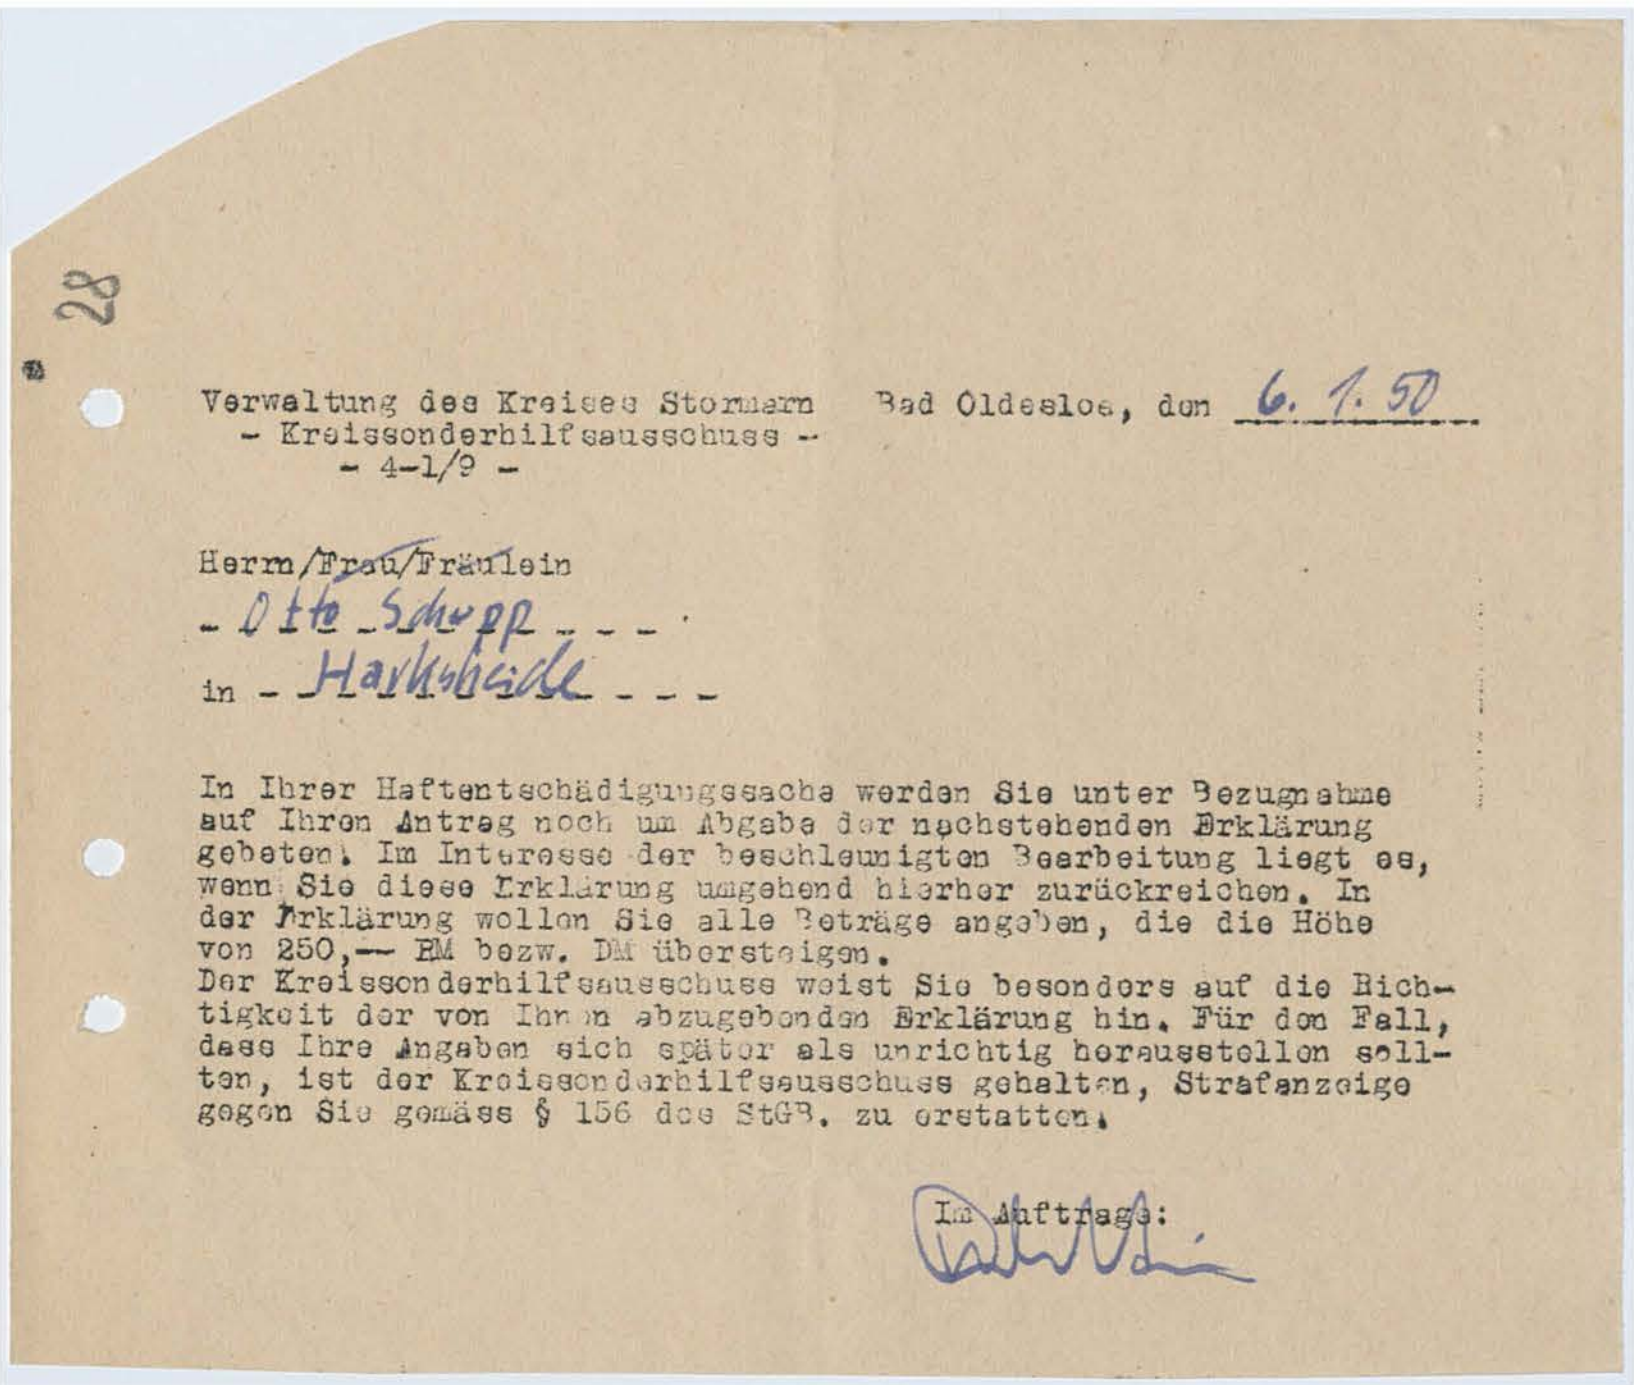 28
Verwaltung des Kreises Stormarn Bad Oldesloe, den 6. 1. 50
- Kreissonderhilfsausschuss -
- 4-1/9 -
Herrn/Frau/Fräulein
Otto Schupp
in Harksheide
In Ihrer Haftentschädigungssache werden Sie unter Bezugnahme
auf Ihren Antrag noch um Abgabe der nachstehenden Erklärung
gebeten. Im Interesse der beschleunigten Bearbeitung liegt es,
wenn Sie diese Erklärung umgehend hierher zurückreichen. In
der Erklärung wollen Sie alle Beträge angeben, die die Höhe
von 250,-- RM bezw. DM übersteigen.
Der Kreissonderhilfsausschuss weist Sie besonders auf die Rich-
tigkeit der von Ihnen abzugebenden Erklärung hin. Für den Fall,
dass Ihre Angaben sich später als unrichtig herausstellen soll-
ten, ist der Kreissonderhilfsausschuss gehalten, Strafanzeige
gegen Sie gemäss § 156 des StGB. zu erstatten.
Im Auftrage: